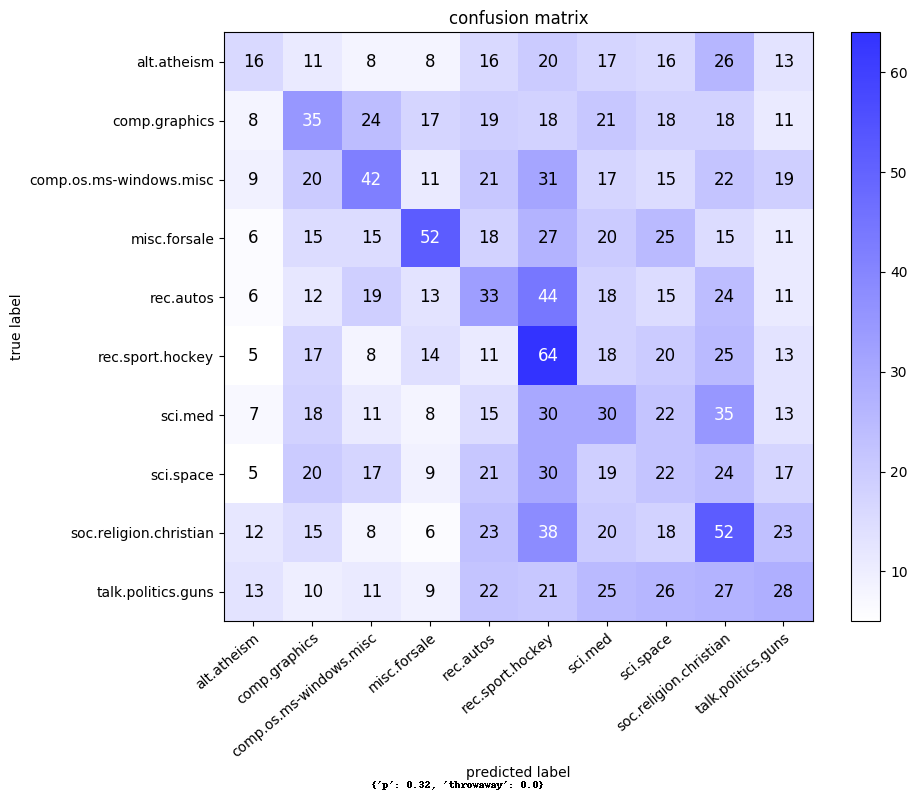 confusion matrix
alt.atheism 16 11 8 8 16 20 17 16 26 13
comp.graphics 8 35 24 17 19 18 21 18 18 11
comp.os.ms-windows.misc 9 20 42 11 21 31 17 15 22 19
misc.forsale 6 15 15 52 18 27 20 25 15 11
rec.autos 6 12 19 13 33 44 18 15 24 11
rec.sport.hockey 5 17 8 14 11 64 18 20 25 13
sci.med 7 18 11 8 15 30 30 22 35 13
sci.space 5 20 17 9 21 30 19 22 24 17
soc.religion.christian 12 15 8 6 23 38 20 18 52 23
talk.politics.guns 13 10 11 9 22 21 25 26 27 28
true label
alt.atheism
comp.graphics
comp.os.ms-windows.misc
misc.forsale
rec.autos
rec.sport.hockey
sci.med
sci.space
soc.religion.christian
talk.politics.guns
predicted label
{'p': 0.32, 'throwaway': 0.0}
60
50
40
30
20
10